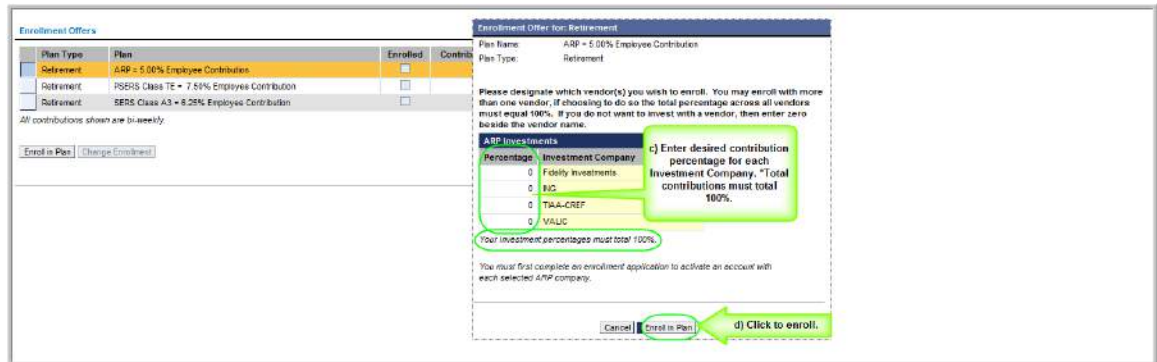 Enrollment Offers
Plan Type Plan Enrolled Contrib
Retirement ARP = 5.00% Employee Contribution
Retirement PSERS Class TE = 7.50% Employee Contribution
Retirement SERS Class A3 = 6.25% Employee Contribution
All contributions shown are bi-weekly.
Enroll in Plan Change Enrollment
Enrollment Offer for: Retirement
Plan Name: ARP = 5.00% Employee Contribution
Plan Type: Retirement
Please designate which vendor(s) you wish to enroll. You may enroll with more
than one vendor, if choosing to do so the total percentage across all vendors
must equal 100%. If you do not want to invest with a vendor, then enter zero
beside the vendor name.
ARP Investments
Percentage Investment Company
0 Fidelity Investments
0 ING
0 TIAA-CREF
0 VALIC
c) Enter desired contribution
percentage for each
Investment Company. *Total
contributions must total
100%.
Your investment percentages must total 100%.
You must first complete an enrollment application to activate an account with
each selected ARP company.
Cancel Enroll in Plan
d) Click to enroll.